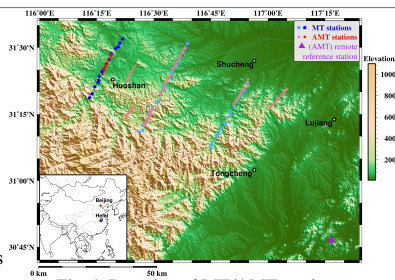 116°00'E 116°15'E 116°30'E 116°45'E 117°00'E 117°15'E
31°30'N
31°15'N
31°00'N
30°45'N
MT stations
AMT stations
(AMT) remote
reference station
Shucheng
Huoshan
Lujiang
Tongcheng
Elevation
1000
800
600
400
200
Beijing
Hefei
0 km 50 km